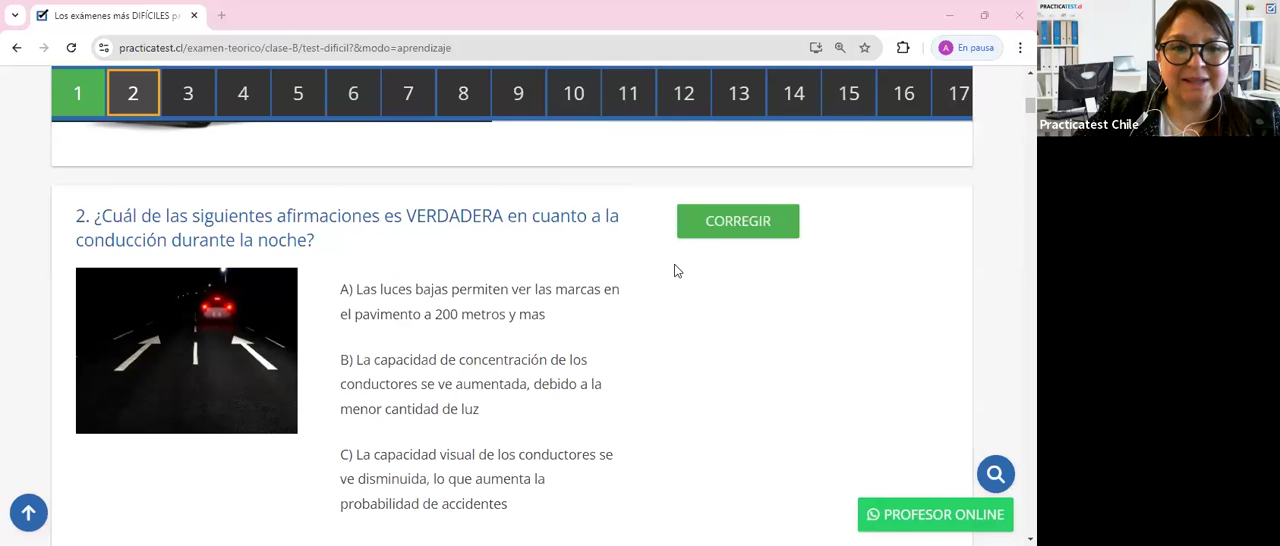 Los exámenes más DIFÍCILES pa
practicatest.cl/examen-teorico/clase-B/test-dificil?&modo=aprendizaje
A
En pausa
1 2 3 4 5 6 7 8 9 10 11 12 13 14 15 16 17
2. ¿Cuál de las siguientes afirmaciones es VERDADERA en cuanto a la
conducción durante la noche?
CORREGIR
A) Las luces bajas permiten ver las marcas en
el pavimento a 200 metros y mas
B) La capacidad de concentración de los
conductores se ve aumentada, debido a la
menor cantidad de luz
C) La capacidad visual de los conductores se
ve disminuida, lo que aumenta la
probabilidad de accidentes
PROFESOR ONLINE
PRACTICATEST.cl
Practicatest Chile